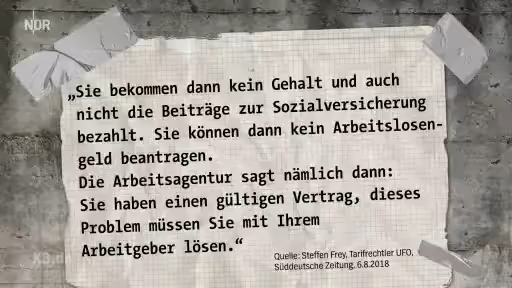 NDR
„Sie bekommen dann kein Gehalt und auch
nicht die Beiträge zur Sozialversicherung
bezahlt. Sie können dann kein Arbeitslosen-
geld beantragen.
Die Arbeitsagentur sagt nämlich dann:
Sie haben einen gültigen Vertrag, dieses
Problem müssen Sie mit Ihrem
Arbeitgeber lösen.“
Quelle: Steffen Frey, Tarifrechtler UFO,
Süddeutsche Zeitung, 6.8.2018